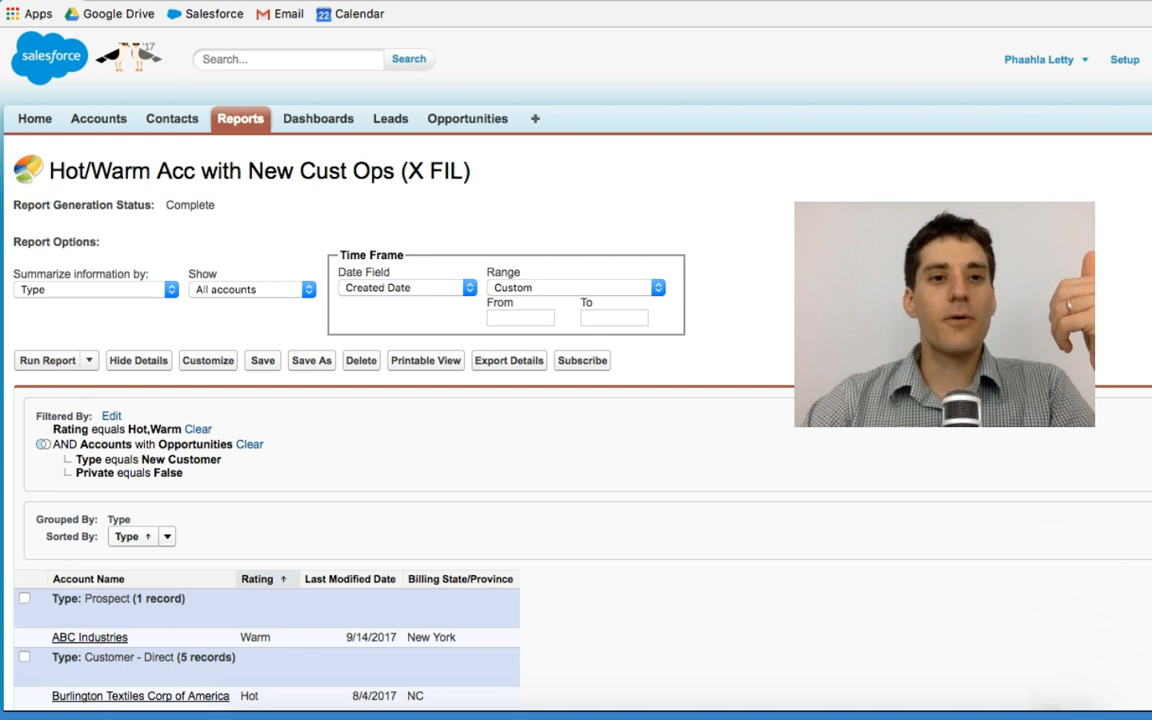 Apps Google Drive Salesforce Email 22 Calendar
salesforce '17 Search... Search Phaahla Letty Setup
Home Accounts Contacts Reports Dashboards Leads Opportunities +
Hot/Warm Acc with New Cust Ops (X FIL)
Report Generation Status: Complete
Report Options:
Time Frame
Summarize information by: Show Date Field Range
Type All accounts Created Date Custom
From To
Run Report Hide Details Customize Save Save As Delete Printable View Export Details Subscribe
Filtered By: Edit
Rating equals Hot,Warm Clear
AND Accounts with Opportunities Clear
Type equals New Customer
Private equals False
Grouped By: Type
Sorted By: Type ↑
Account Name Rating ↑ Last Modified Date Billing State/Province
Type: Prospect (1 record)
ABC Industries Warm 9/14/2017 New York
Type: Customer - Direct (5 records)
Burlington Textiles Corp of America Hot 8/4/2017 NC